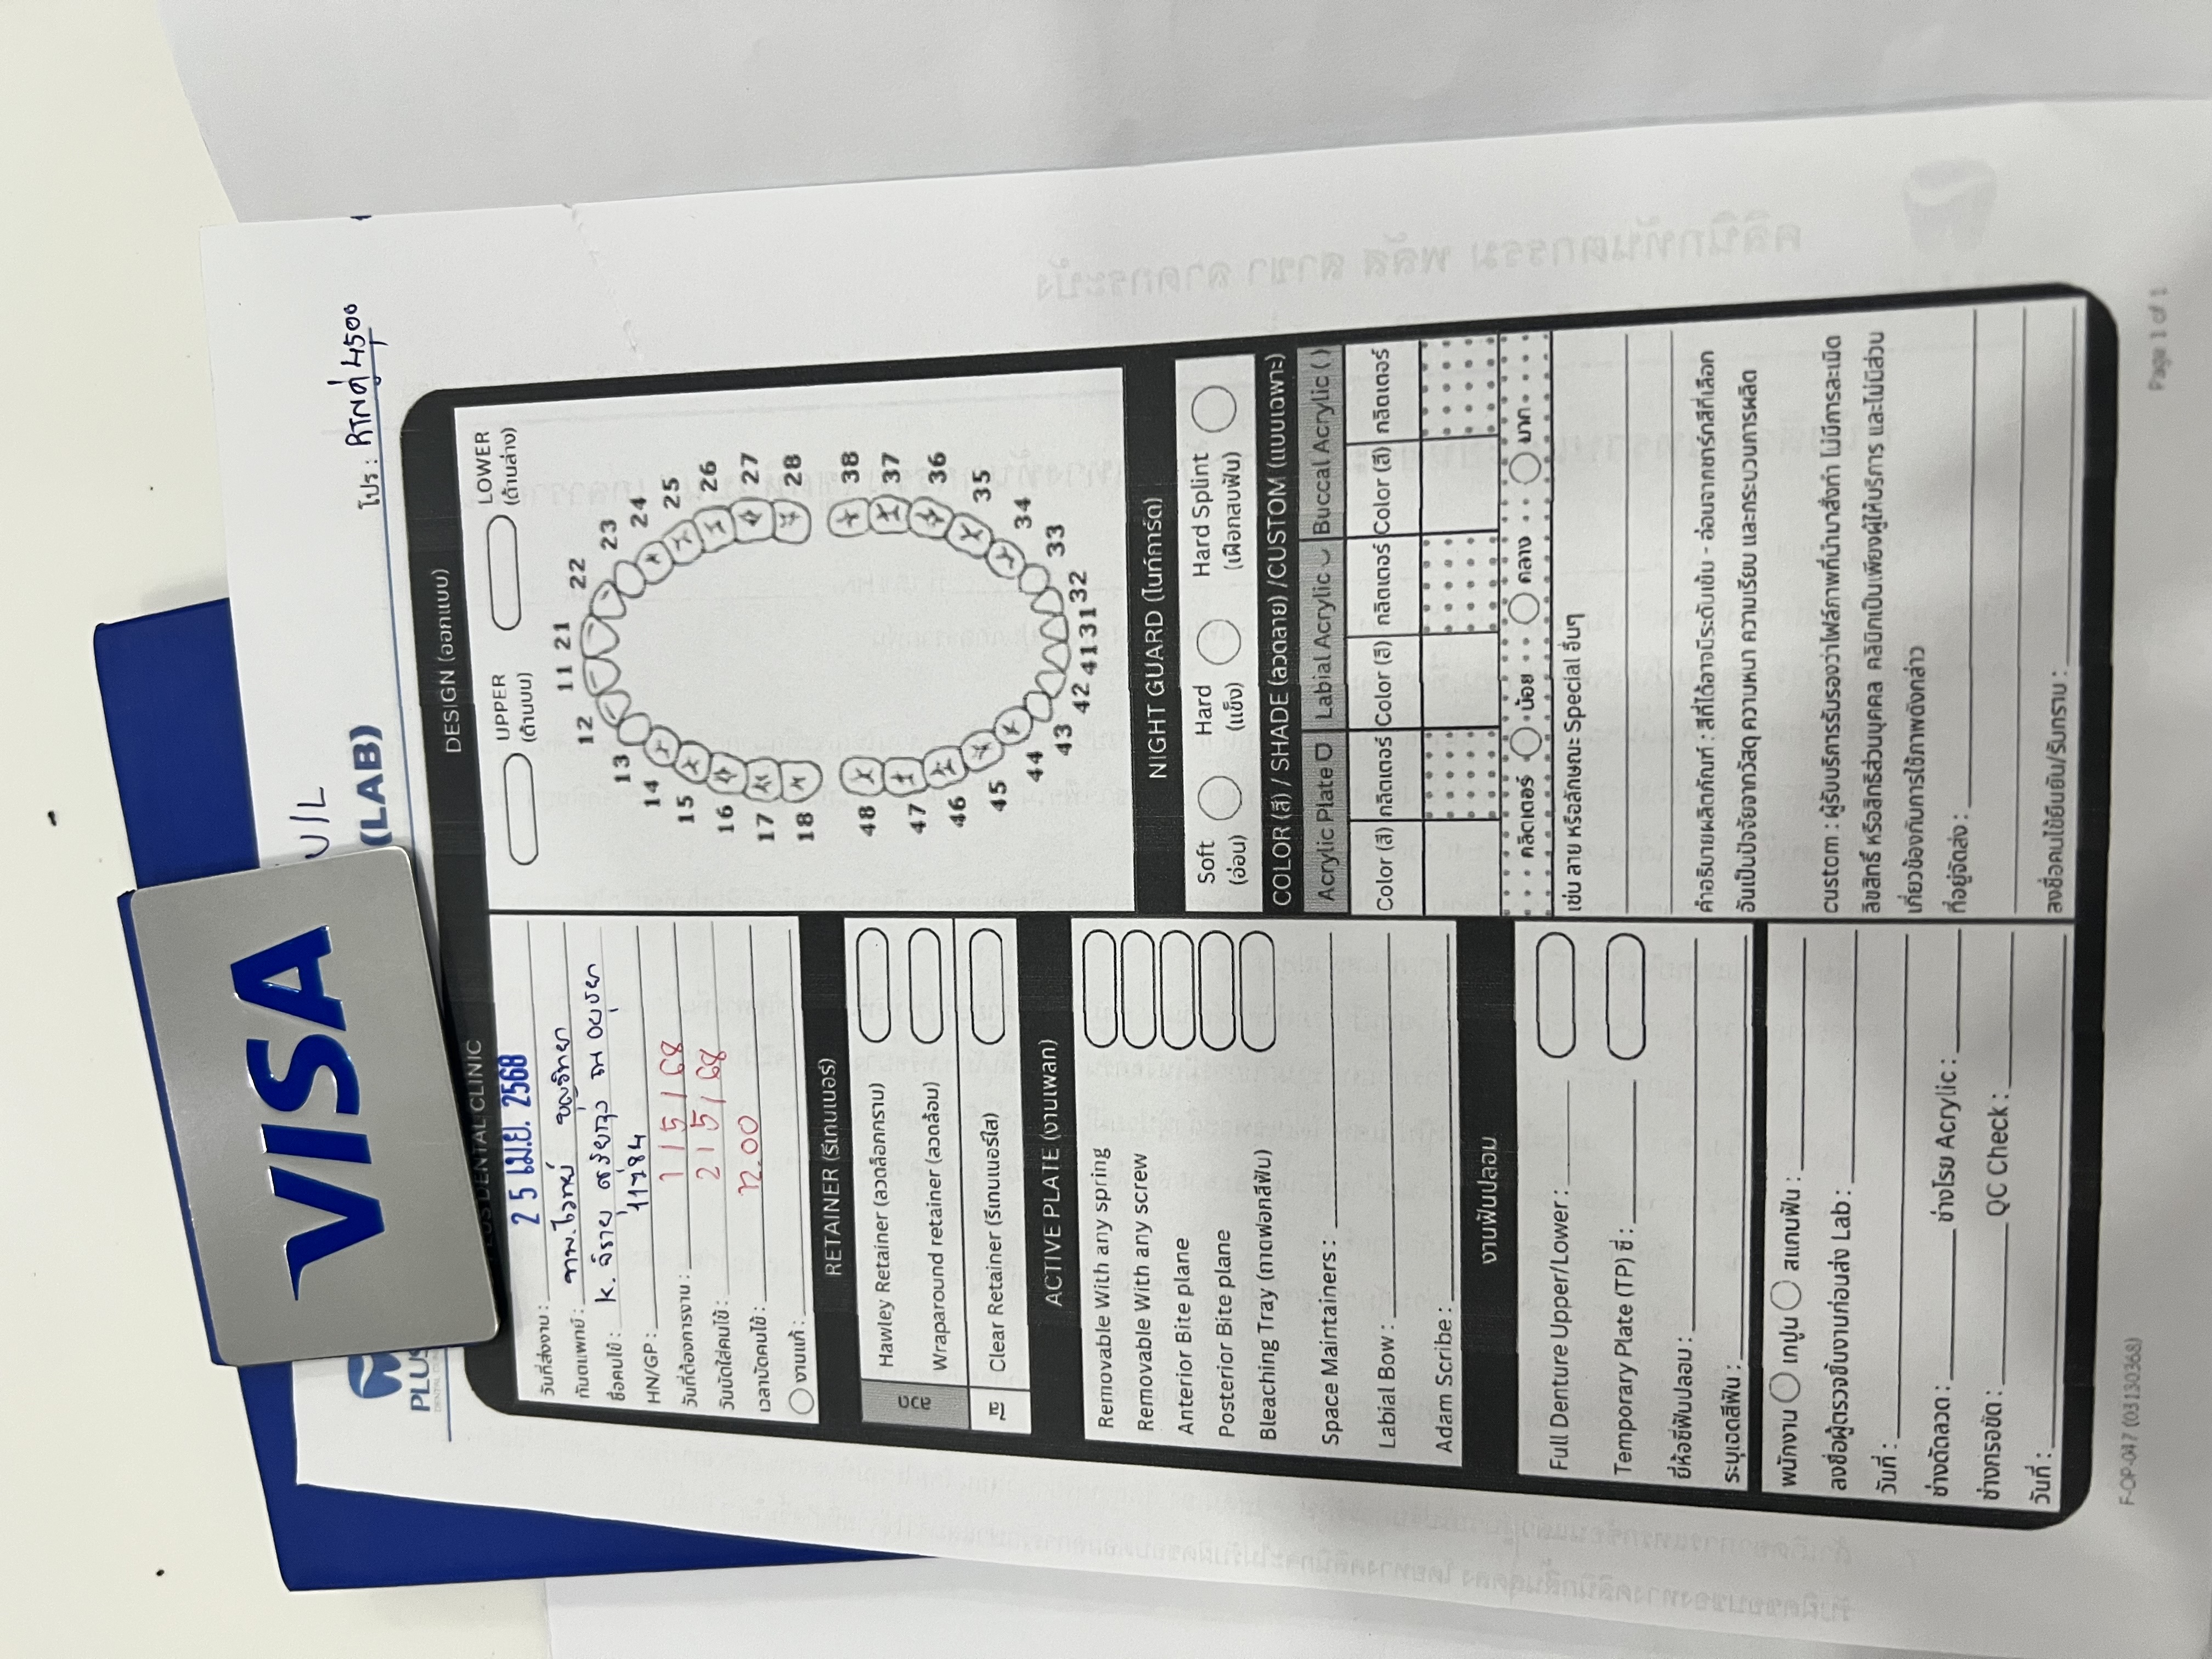 VISA
U/L
(LAB)
โปร : RTNคู่ 4500
PLUS
DENTAL CLINIC
PLUS DENTAL CLINIC
วันที่ส่งงาน : 25 เม.ย. 2568
ทันตแพทย์ : ทพ.ไวทย์
ชื่อคนไข้ : K. จิรายุ ณ อยุธยา
HN/GP : 11784
วันที่ต้องการงาน : 1/5/68
วันนัดใส่คนไข้ : 2/5/68
เวลานัดคนไข้ : 12.00
งานแก้ :
RETAINER (รีเทนเนอร์)
ลวด
Hawley Retainer (ลวดล็อกกราม)
Wraparound retainer (ลวดล้อม)
ใส
Clear Retainer (รีเทนเนอร์ใส)
ACTIVE PLATE (งานเพลท)
Removable With any spring
Removable With any screw
Anterior Bite plane
Posterior Bite plane
Bleaching Tray (ถาดฟอกสีฟัน)
Space Maintainers :
Labial Bow :
Adam Scribe :
งานฟันปลอม
Full Denture Upper/Lower :
Temporary Plate (TP) ซี่ :
ยี่ห้อซี่ฟันปลอม :
ระบุเฉดสีฟัน :
พนักงาน เทปูน สแกนฟัน :
ลงชื่อผู้ตรวจชิ้นงานก่อนส่ง Lab :
วันที่ :
ช่างดัดลวด : ช่างโรย Acrylic :
ช่างกรอขัด : QC Check :
วันที่ :
DESIGN (ออกแบบ)
UPPER (ด้านบน)
LOWER (ด้านล่าง)
11 21
12 22
13 23
14 24
15 25
16 26
17 27
18 28
48 38
47 37
46 36
45 35
44 34
43 33
42 41 31 32
NIGHT GUARD (ไนท์การ์ด)
Soft (อ่อน)
Hard (แข็ง)
Hard Splint (เฝือกสบฟัน)
COLOR (สี) / SHADE (ลวดลาย) /CUSTOM (แบบเฉพาะ)
Acrylic Plate Labial Acrylic Buccal Acrylic ( )
Color (สี) กลิตเตอร์ Color (สี) กลิตเตอร์ Color (สี) กลิตเตอร์
กลิตเตอร์ น้อย กลาง มาก
เช่น ลาย หรือลักษณะ Special อื่นๆ
คำอธิบายผลิตภัณฑ์ : สีที่ได้อาจมีระดับเข้ม - อ่อนจากชาร์ทสีที่เลือก
อันเป็นปัจจัยจากวัสดุ ความหนา ความเรียบ และกระบวนการผลิต
custom : ผู้รับบริการรับรองว่าไฟล์ภาพที่นำมาสั่งทำ ไม่มีการละเมิด
ลิขสิทธิ์ หรือสิทธิส่วนบุคคล คลินิกเป็นเพียงผู้ให้บริการ และไม่มีส่วน
เกี่ยวข้องกับการใช้ภาพดังกล่าว
ที่อยู่จัดส่ง :
ลงชื่อคนไข้ยืนยัน/รับทราบ :
F-OP-047 (03130368)
Page 1 of 1